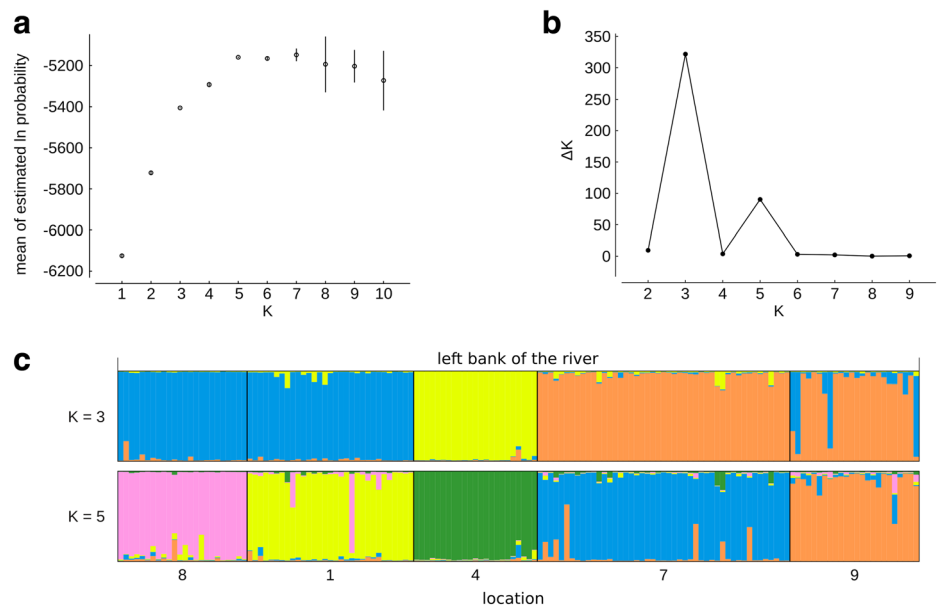 a
mean of estimated ln probability
-5200
-5400
-5600
-5800
-6000
-6200
1 2 3 4 5 6 7 8 9 10
K
b
ΔK
350
300
250
200
150
100
50
0
2 3 4 5 6 7 8 9
K
c
left bank of the river
K = 3
K = 5
8 1 4 7 9
location